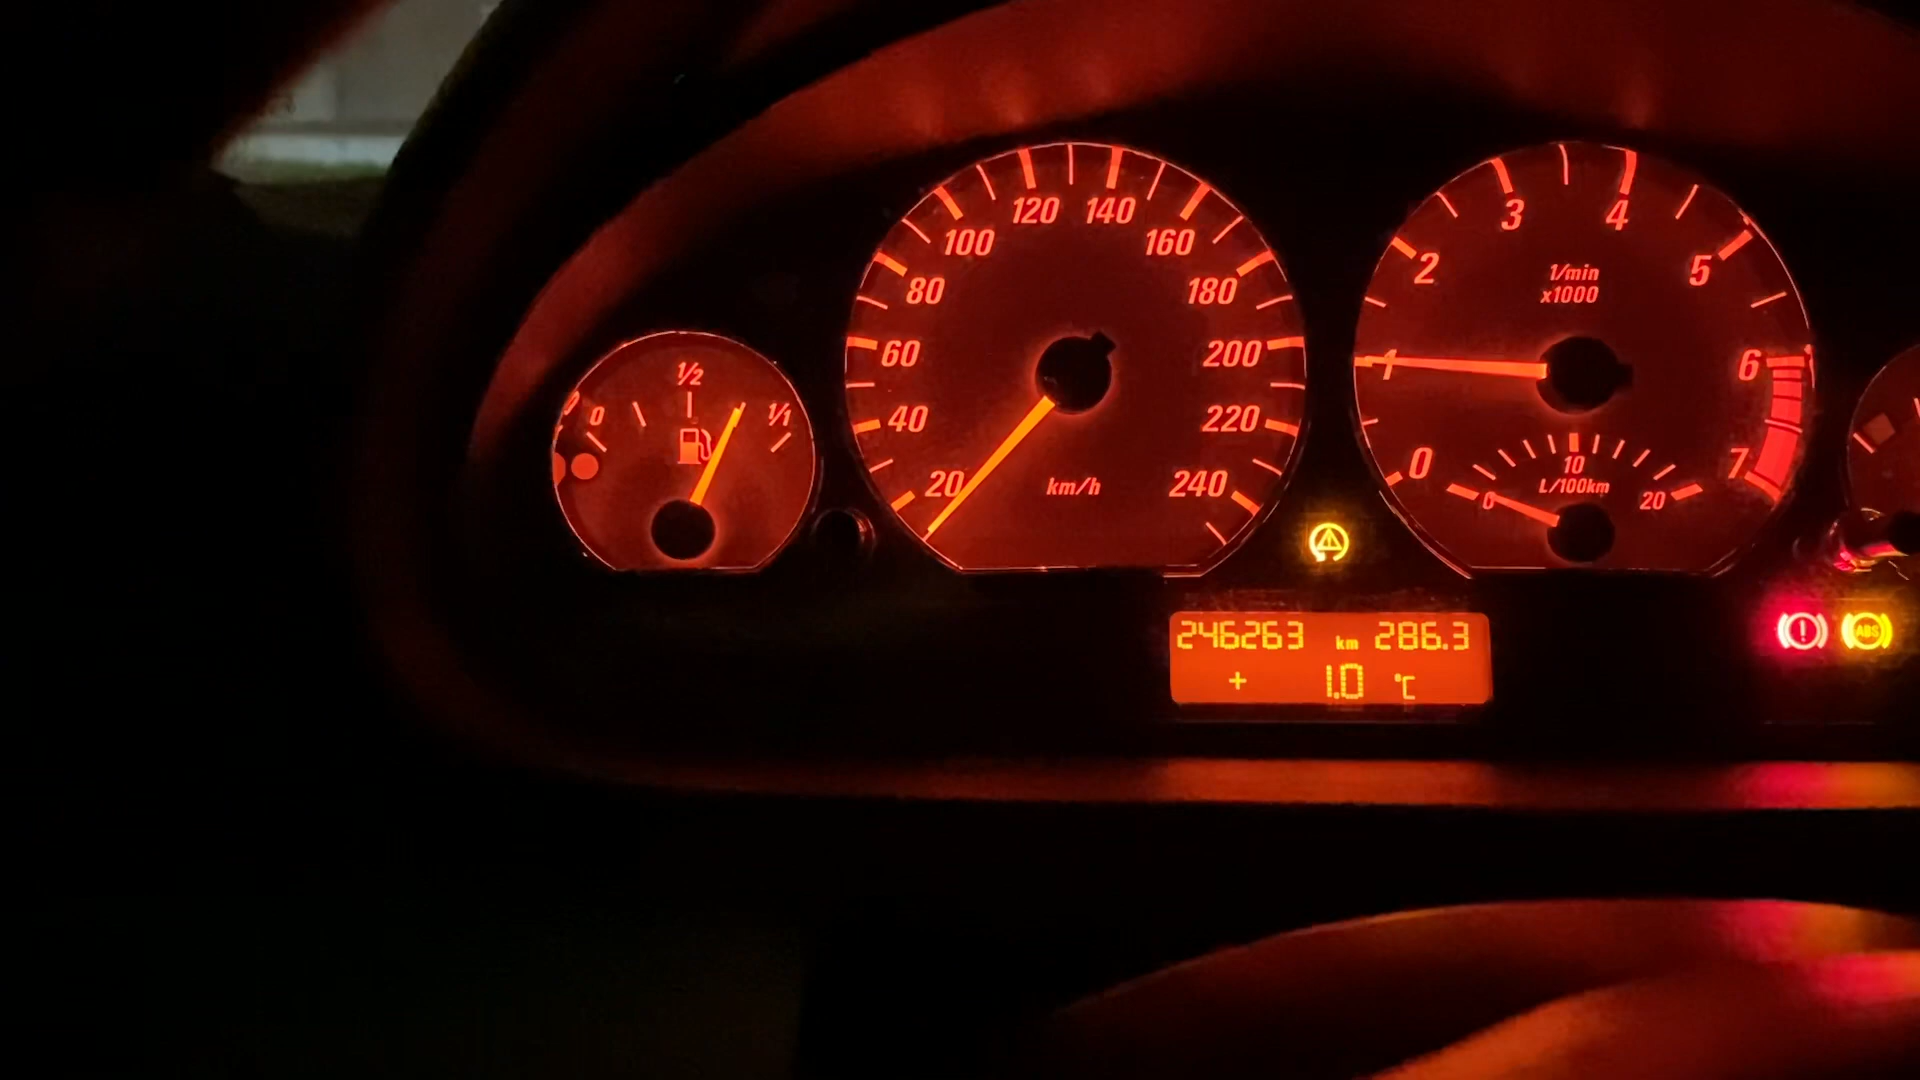 0 1/2 1/1
20 40 60 80 100 120 140 160 180 200 220 240
km/h
0 1 2 3 4 5 6 7
1/min
x1000
0 10 20
L/100km
246263 km 286.3
+ 1.0 °C
! ABS